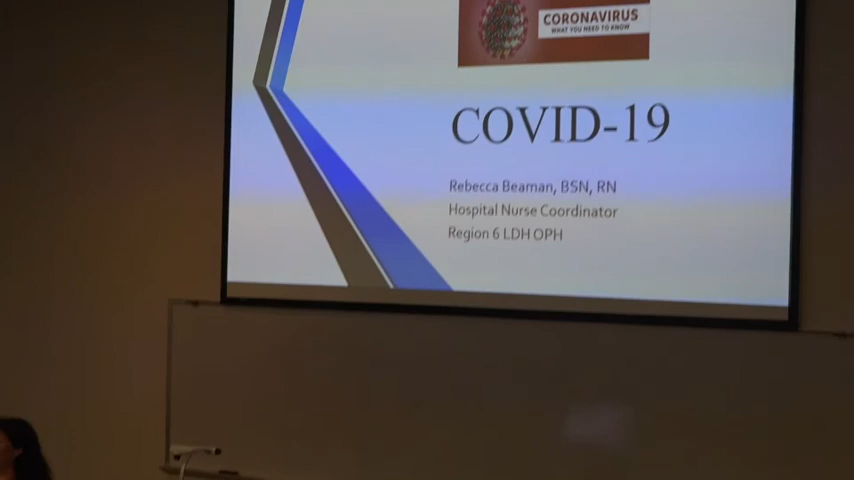 CORONAVIRUS
WHAT YOU NEED TO KNOW
COVID-19
Rebecca Beaman, BSN, RN
Hospital Nurse Coordinator
Region 6 LDH OPH